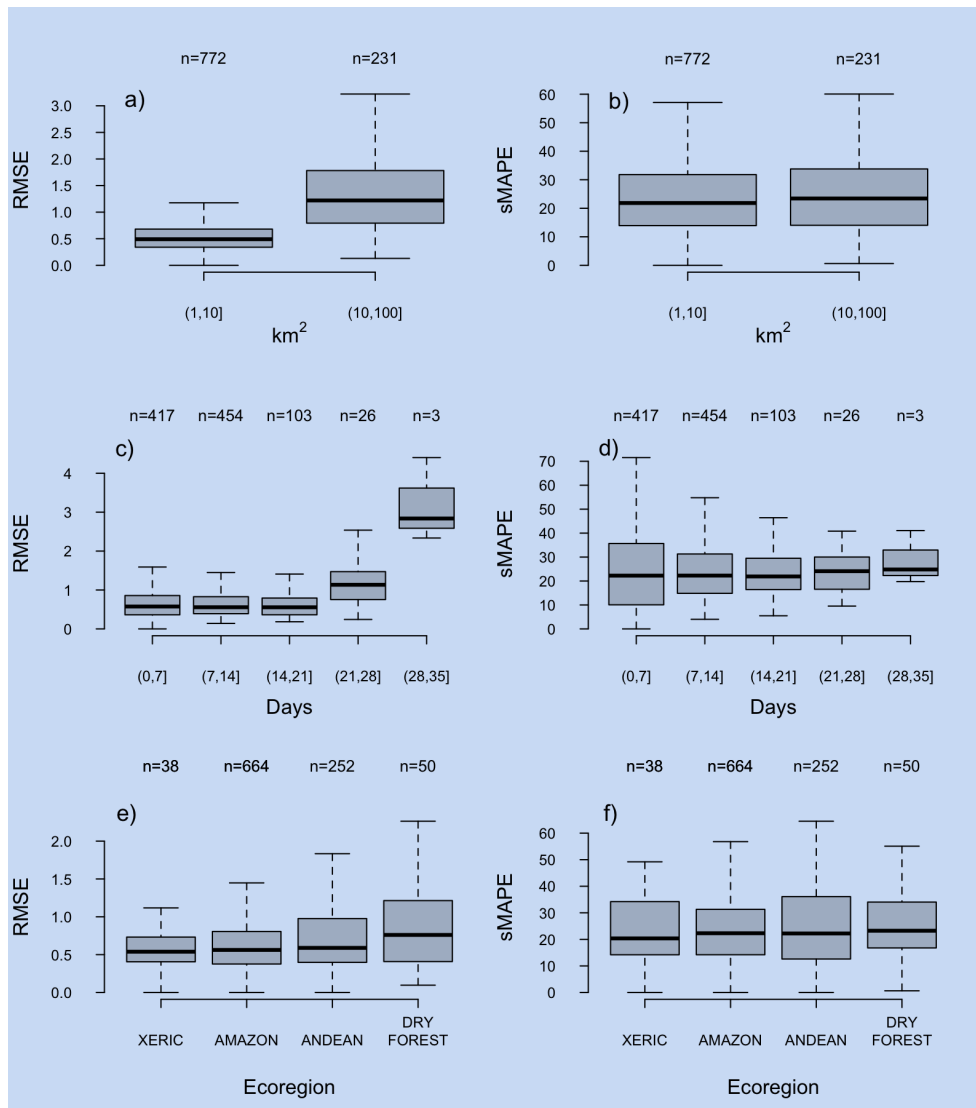 n=772 n=231
a)
RMSE
3.0
2.5
2.0
1.5
1.0
0.5
0.0
(1,10] (10,100]
km2
n=772 n=231
b)
sMAPE
60
50
40
30
20
10
0
(1,10] (10,100]
km2
n=417 n=454 n=103 n=26 n=3
c)
RMSE
4
3
2
1
0
(0,7] (7,14] (14,21] (21,28] (28,35]
Days
n=417 n=454 n=103 n=26 n=3
d)
sMAPE
70
60
50
40
30
20
10
0
(0,7] (7,14] (14,21] (21,28] (28,35]
Days
n=38 n=664 n=252 n=50
e)
RMSE
2.0
1.5
1.0
0.5
0.0
XERIC AMAZON ANDEAN DRY
FOREST
Ecoregion
n=38 n=664 n=252 n=50
f)
sMAPE
60
50
40
30
20
10
0
XERIC AMAZON ANDEAN DRY
FOREST
Ecoregion